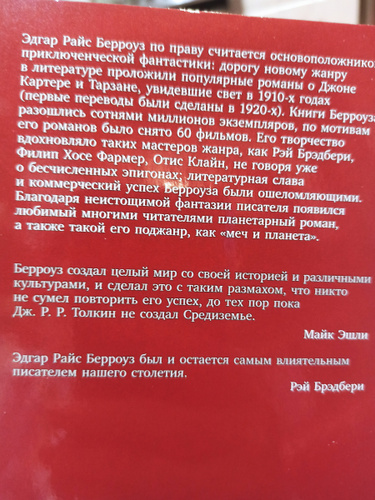 Эдгар Райс Берроуз по праву считается основоположником
приключенческой фантастики: дорогу новому жанру
в литературе проложили популярные романы о Джоне
Картере и Тарзане, увидевшие свет в 1910-х годах
(первые переводы были сделаны в 1920-х). Книги Берроуза
разошлись сотнями миллионов экземпляров, по мотивам
его романов было снято 60 фильмов. Его творчество
вдохновляло таких мастеров жанра, как Рэй Брэдбери,
Филип Хосе Фармер, Отис Клайн, не говоря уже
о бесчисленных эпигонах; литературная слава
и коммерческий успех Берроуза были ошеломляющими.
Благодаря неистощимой фантазии писателя появился
любимый многими читателями планетарный роман,
а также такой его поджанр, как «меч и планета».
Берроуз создал целый мир со своей историей и различными
культурами, и сделал это с таким размахом, что никто
не сумел повторить его успех, до тех пор пока
Дж. Р. Р. Толкин не создал Средиземье.
Майк Эшли
Эдгар Райс Берроуз был и остается самым влиятельным
писателем нашего столетия.
Рэй Брэдбери